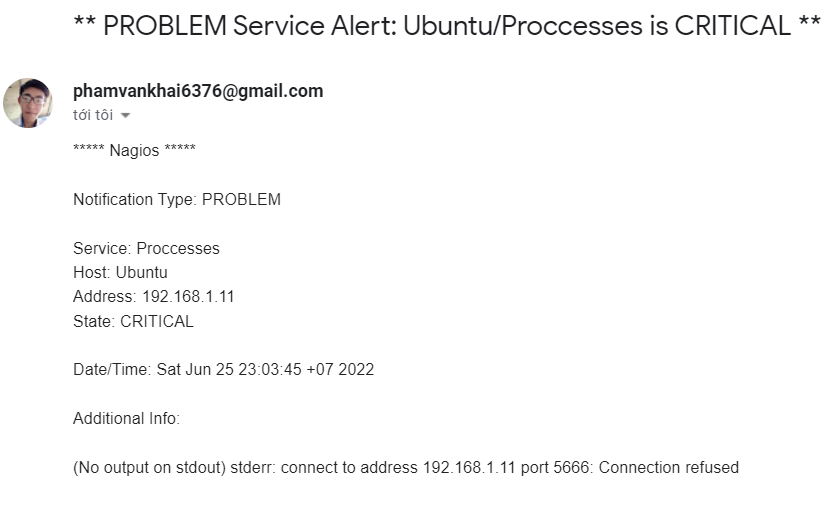 ** PROBLEM Service Alert: Ubuntu/Proccesses is CRITICAL **
phamvankhai6376@gmail.com
tới tôi
***** Nagios *****
Notification Type: PROBLEM
Service: Proccesses
Host: Ubuntu
Address: 192.168.1.11
State: CRITICAL
Date/Time: Sat Jun 25 23:03:45 +07 2022
Additional Info:
(No output on stdout) stderr: connect to address 192.168.1.11 port 5666: Connection refused